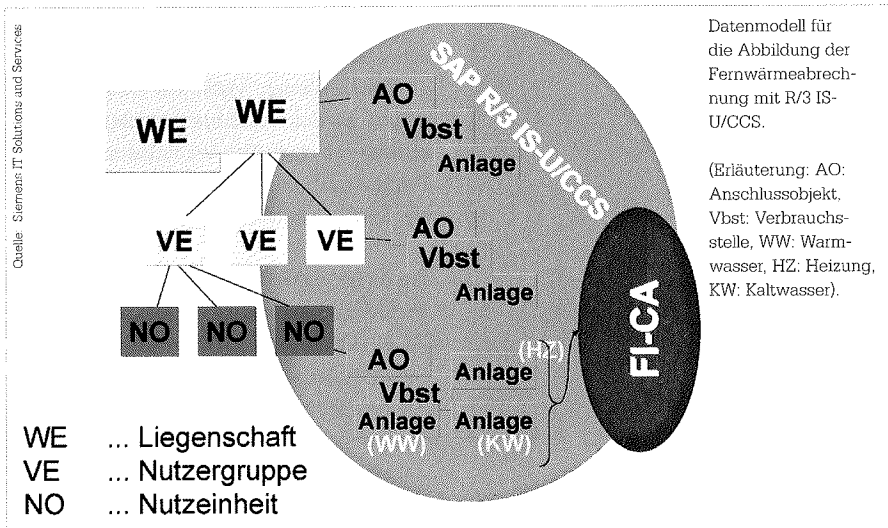 Quelle: Siemens IT Solutions and Services
WE
WE
AO
Vbst
Anlage
SAP R/3 IS-U/CCS
VE
VE
VE
AO
Vbst
Anlage
NO
NO
NO
AO
Vbst
Anlage
(HZ)
Anlage
(WW)
Anlage
(KW)
FI-CA
WE ... Liegenschaft
VE ... Nutzergruppe
NO ... Nutzeinheit
Datenmodell für
die Abbildung der
Fernwärmeabrech-
nung mit R/3 IS-
U/CCS.
(Erläuterung: AO:
Anschlussobjekt,
Vbst: Verbrauchs-
stelle, WW: Warm-
wasser, HZ: Heizung,
KW: Kaltwasser).